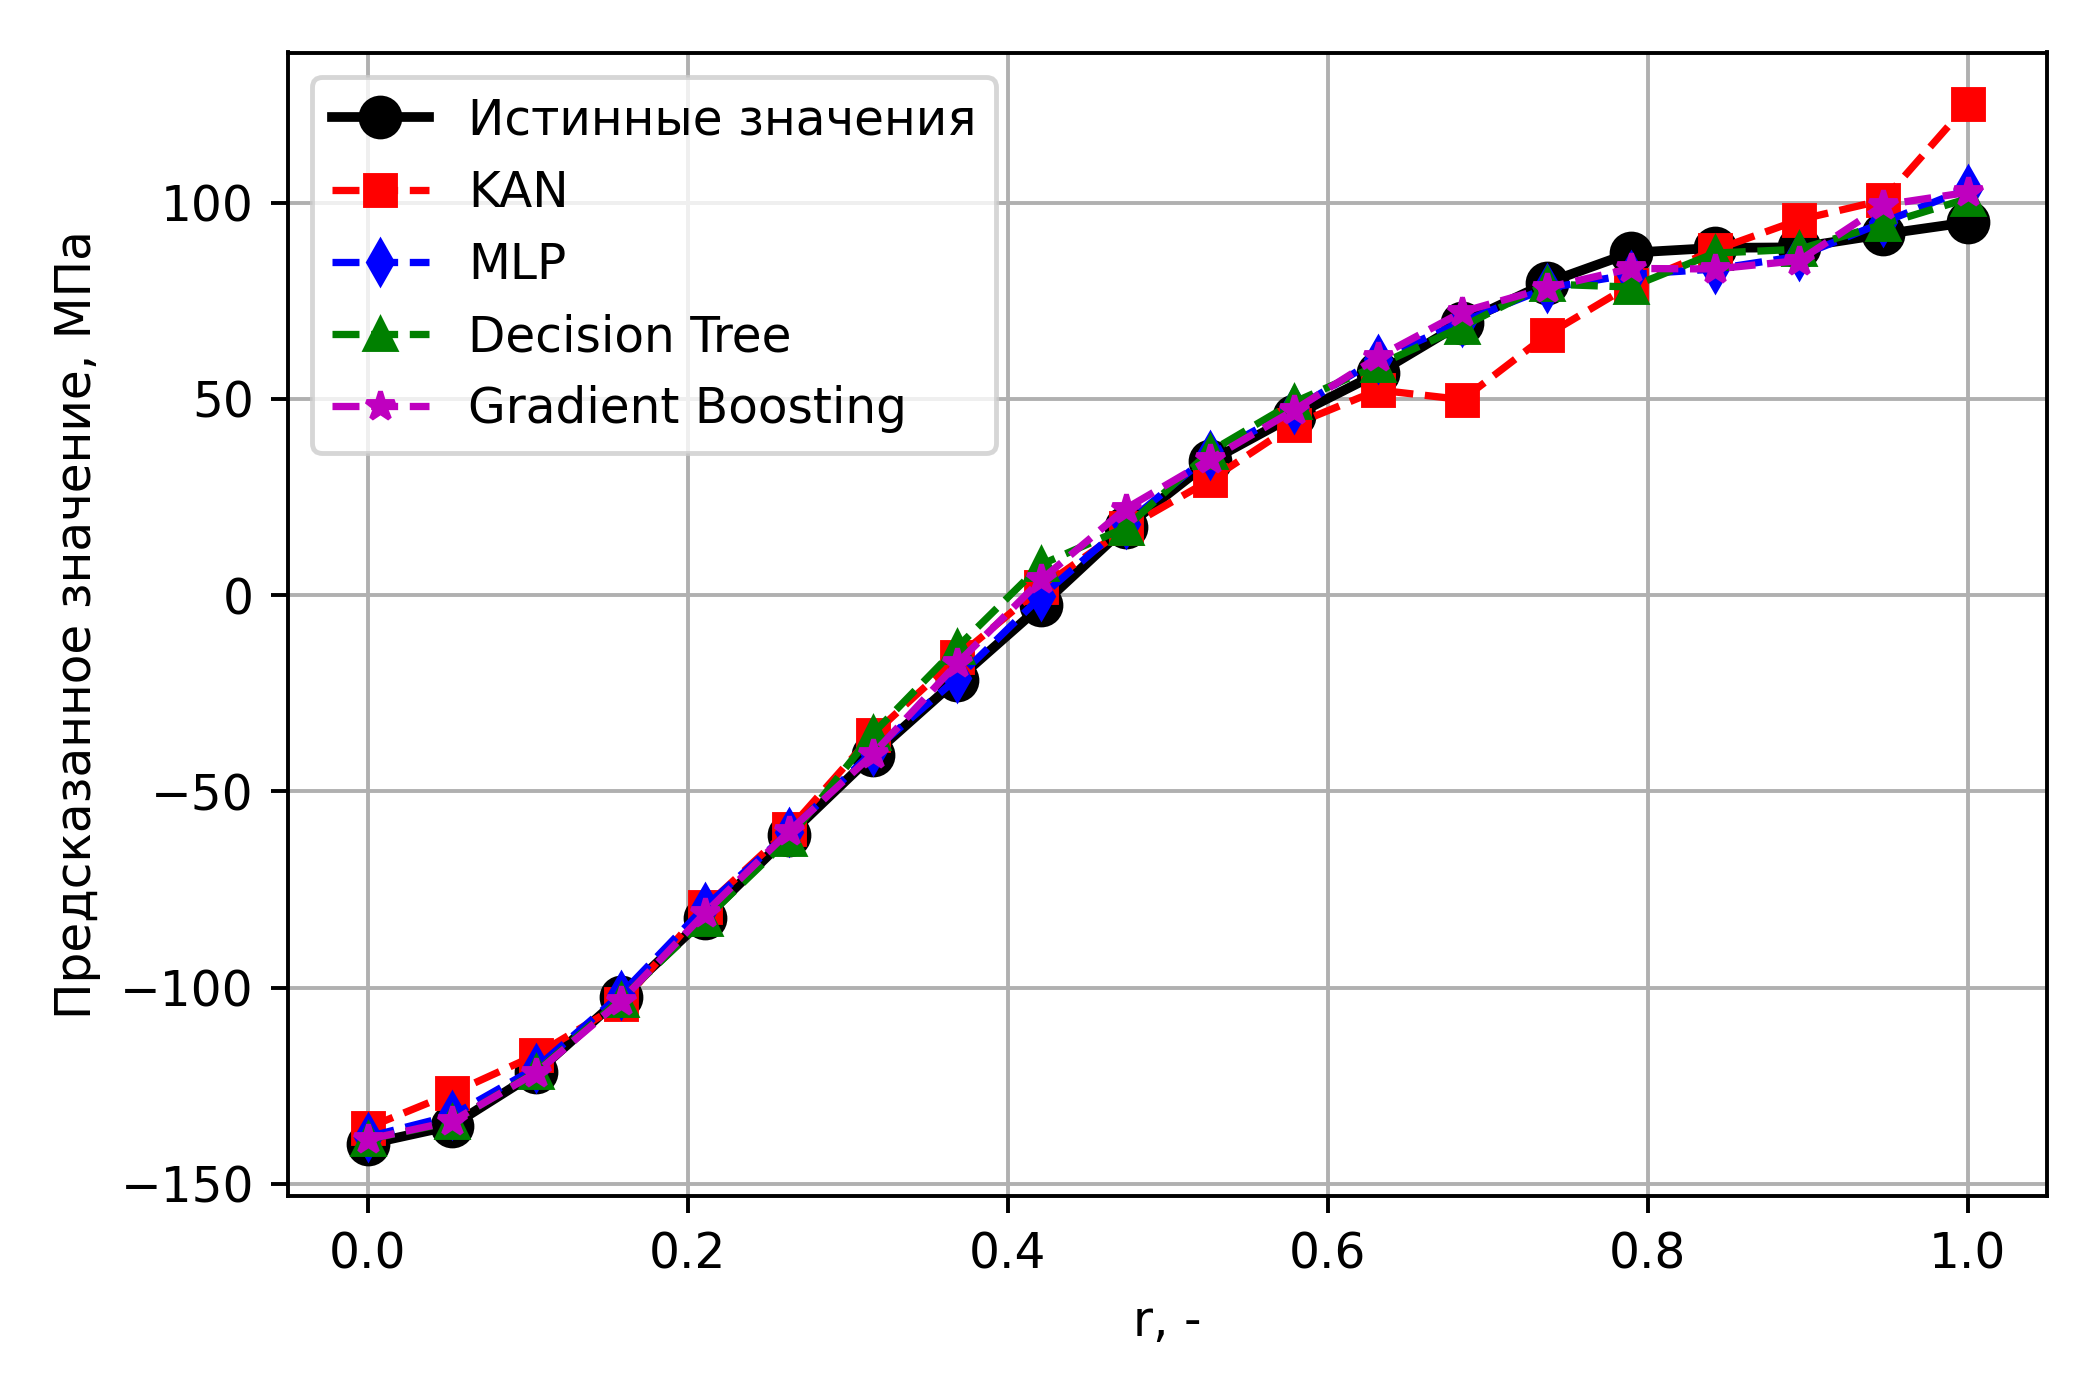 Истинные значения
KAN
MLP
Decision Tree
Gradient Boosting
Предсказанное значение, МПа
100
50
0
−50
−100
−150
0.0 0.2 0.4 0.6 0.8 1.0
r, -